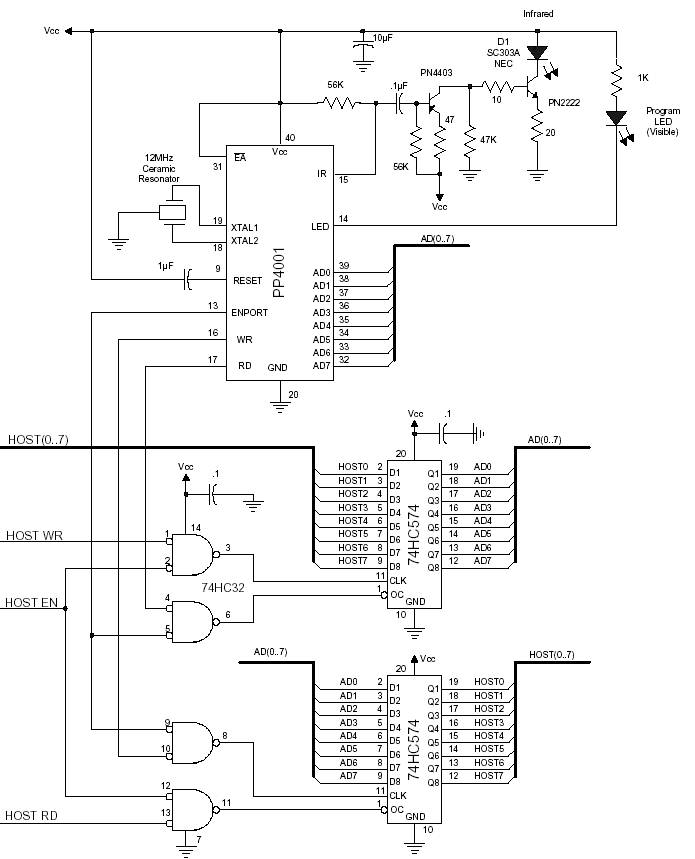 Infrared
Vcc
10µF
D1
SC303A
NEC
PN4403
56K
.1µF
10
PN2222
1K
Program
LED
(Visible)
47
47K
20
56K
Vcc
40
Vcc
EA
31
12MHz
Ceramic
Resonator
IR
15
19 XTAL1
LED 14
XTAL2
18
AD(0..7)
1µF
9
RESET
PP4001
AD0 39
AD1 38
AD2 37
AD3 36
AD4 35
AD5 34
AD6 33
AD7 32
13
ENPORT
16
WR
17
RD
GND
20
HOST(0..7)
Vcc
.1
AD(0..7)
20
HOST0 2 D1 Q1 19 AD0
HOST1 3 D2 Q2 18 AD1
HOST2 4 D3 Q3 17 AD2
HOST3 5 D4 Q4 16 AD3
HOST4 6 D5 Q5 15 AD4
HOST5 7 D6 Q6 14 AD5
HOST6 8 D7 Q7 13 AD6
HOST7 9 D8 Q8 12 AD7
74HC574
11 CLK
1 OC
GND
10
Vcc
.1
14
HOST WR
1
2
3
74HC32
HOST EN
4
5
6
AD(0..7)
Vcc
HOST(0..7)
20
AD0 2 D1 Q1 19 HOST0
AD1 3 D2 Q2 18 HOST1
AD2 4 D3 Q3 17 HOST2
AD3 5 D4 Q4 16 HOST3
AD4 6 D5 Q5 15 HOST4
AD5 7 D6 Q6 14 HOST5
AD6 8 D7 Q7 13 HOST6
AD7 9 D8 Q8 12 HOST7
74HC574
11 CLK
1 OC
GND
10
9
10
8
12
13
11
HOST RD
7